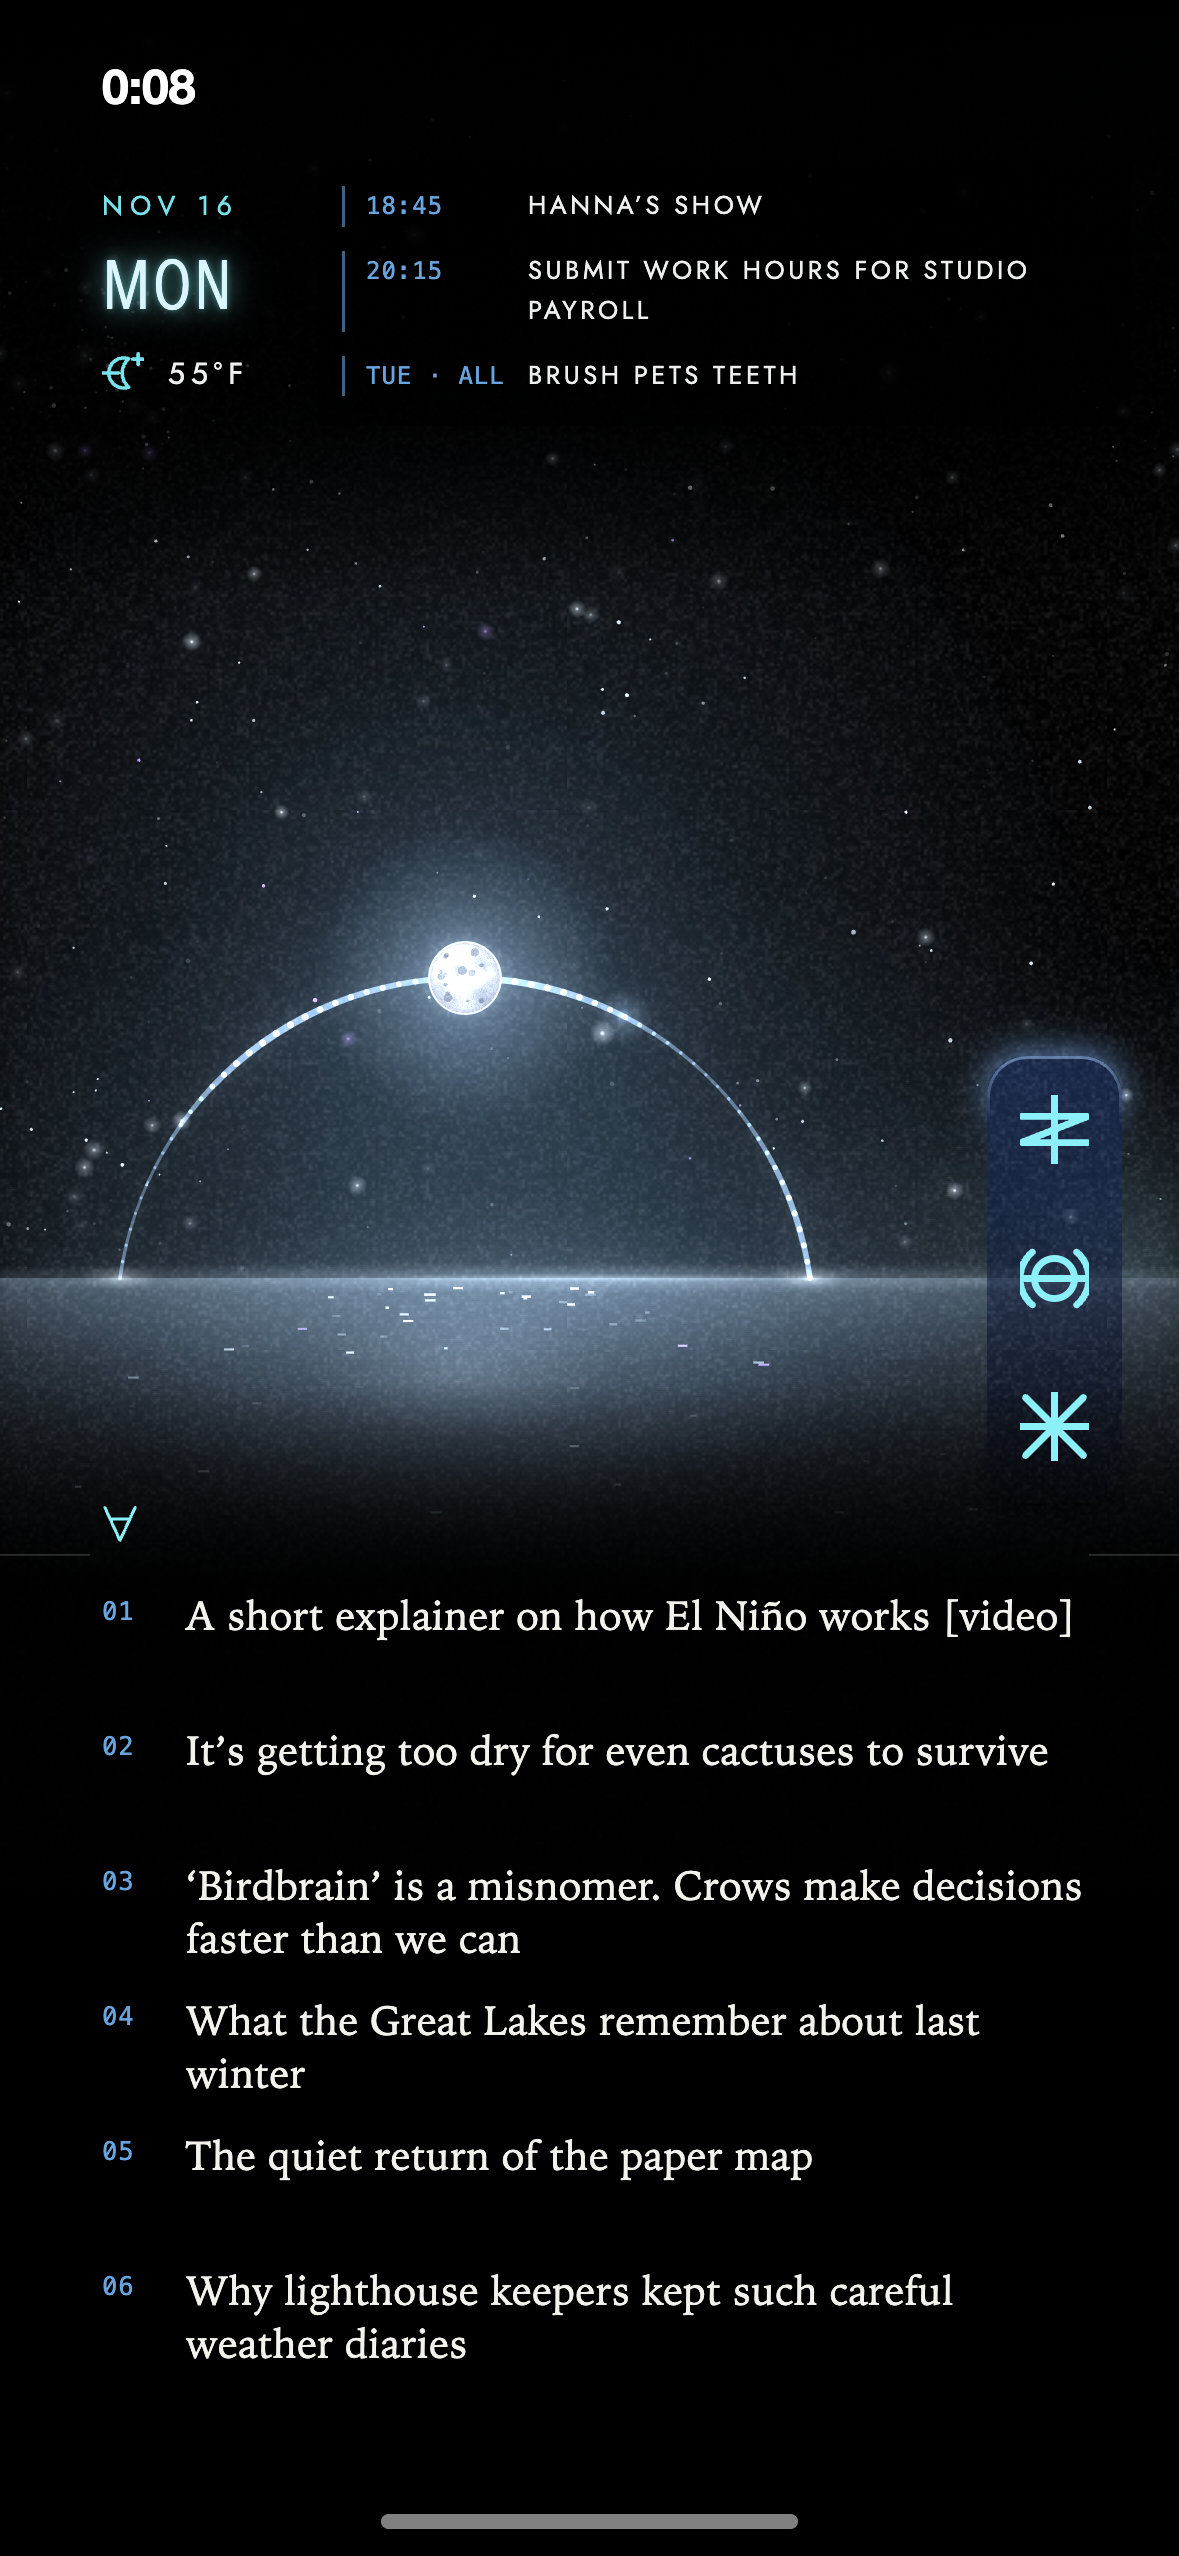 0:08
NOV 16
MON
55°F
18:45 HANNA’S SHOW
20:15 SUBMIT WORK HOURS FOR STUDIO
PAYROLL
TUE · ALL BRUSH PETS TEETH
∀
01 A short explainer on how El Niño works [video]
02 It’s getting too dry for even cactuses to survive
03 ‘Birdbrain’ is a misnomer. Crows make decisions
faster than we can
04 What the Great Lakes remember about last
winter
05 The quiet return of the paper map
06 Why lighthouse keepers kept such careful
weather diaries